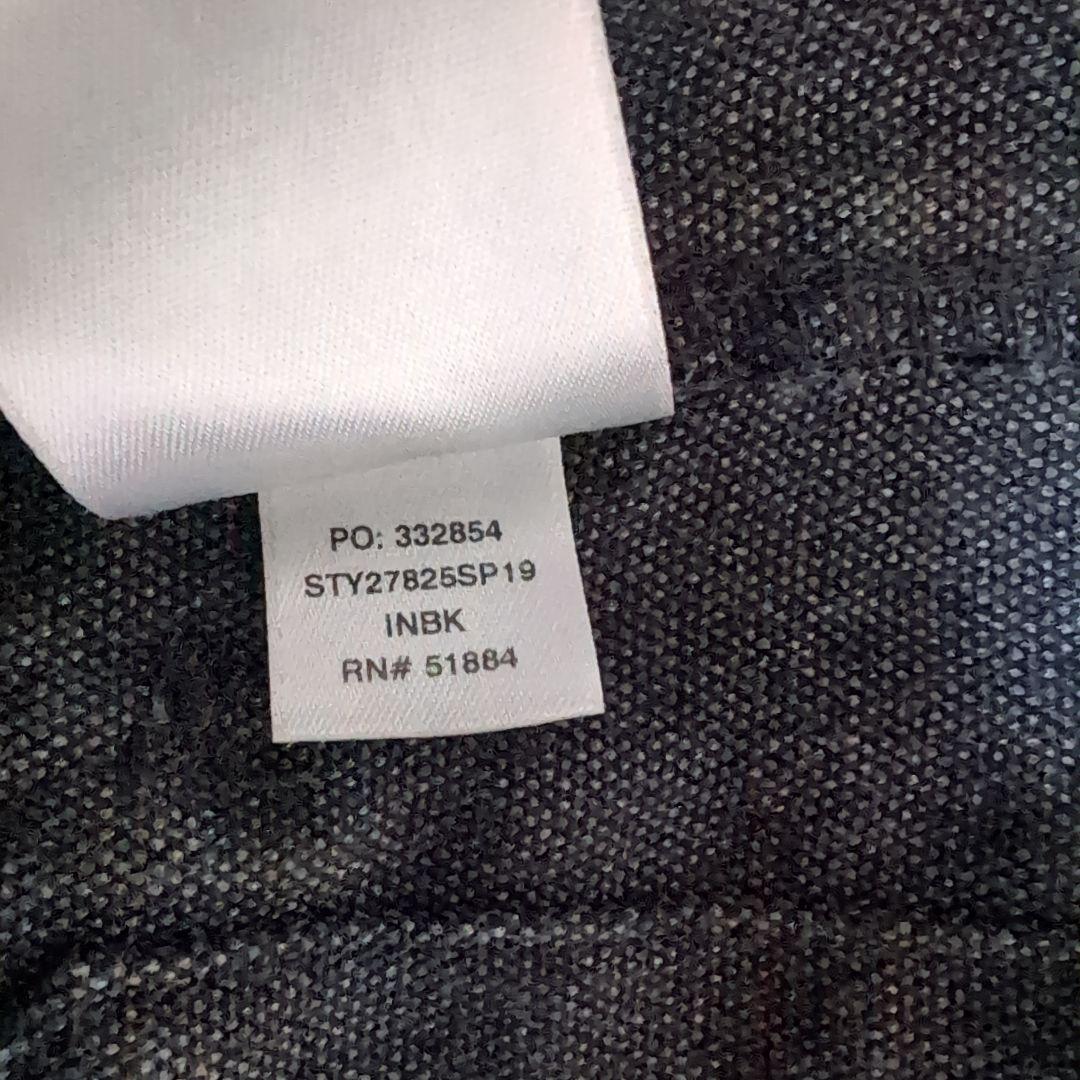 PO: 332854
STY27825SP19
INBK
RN# 51884